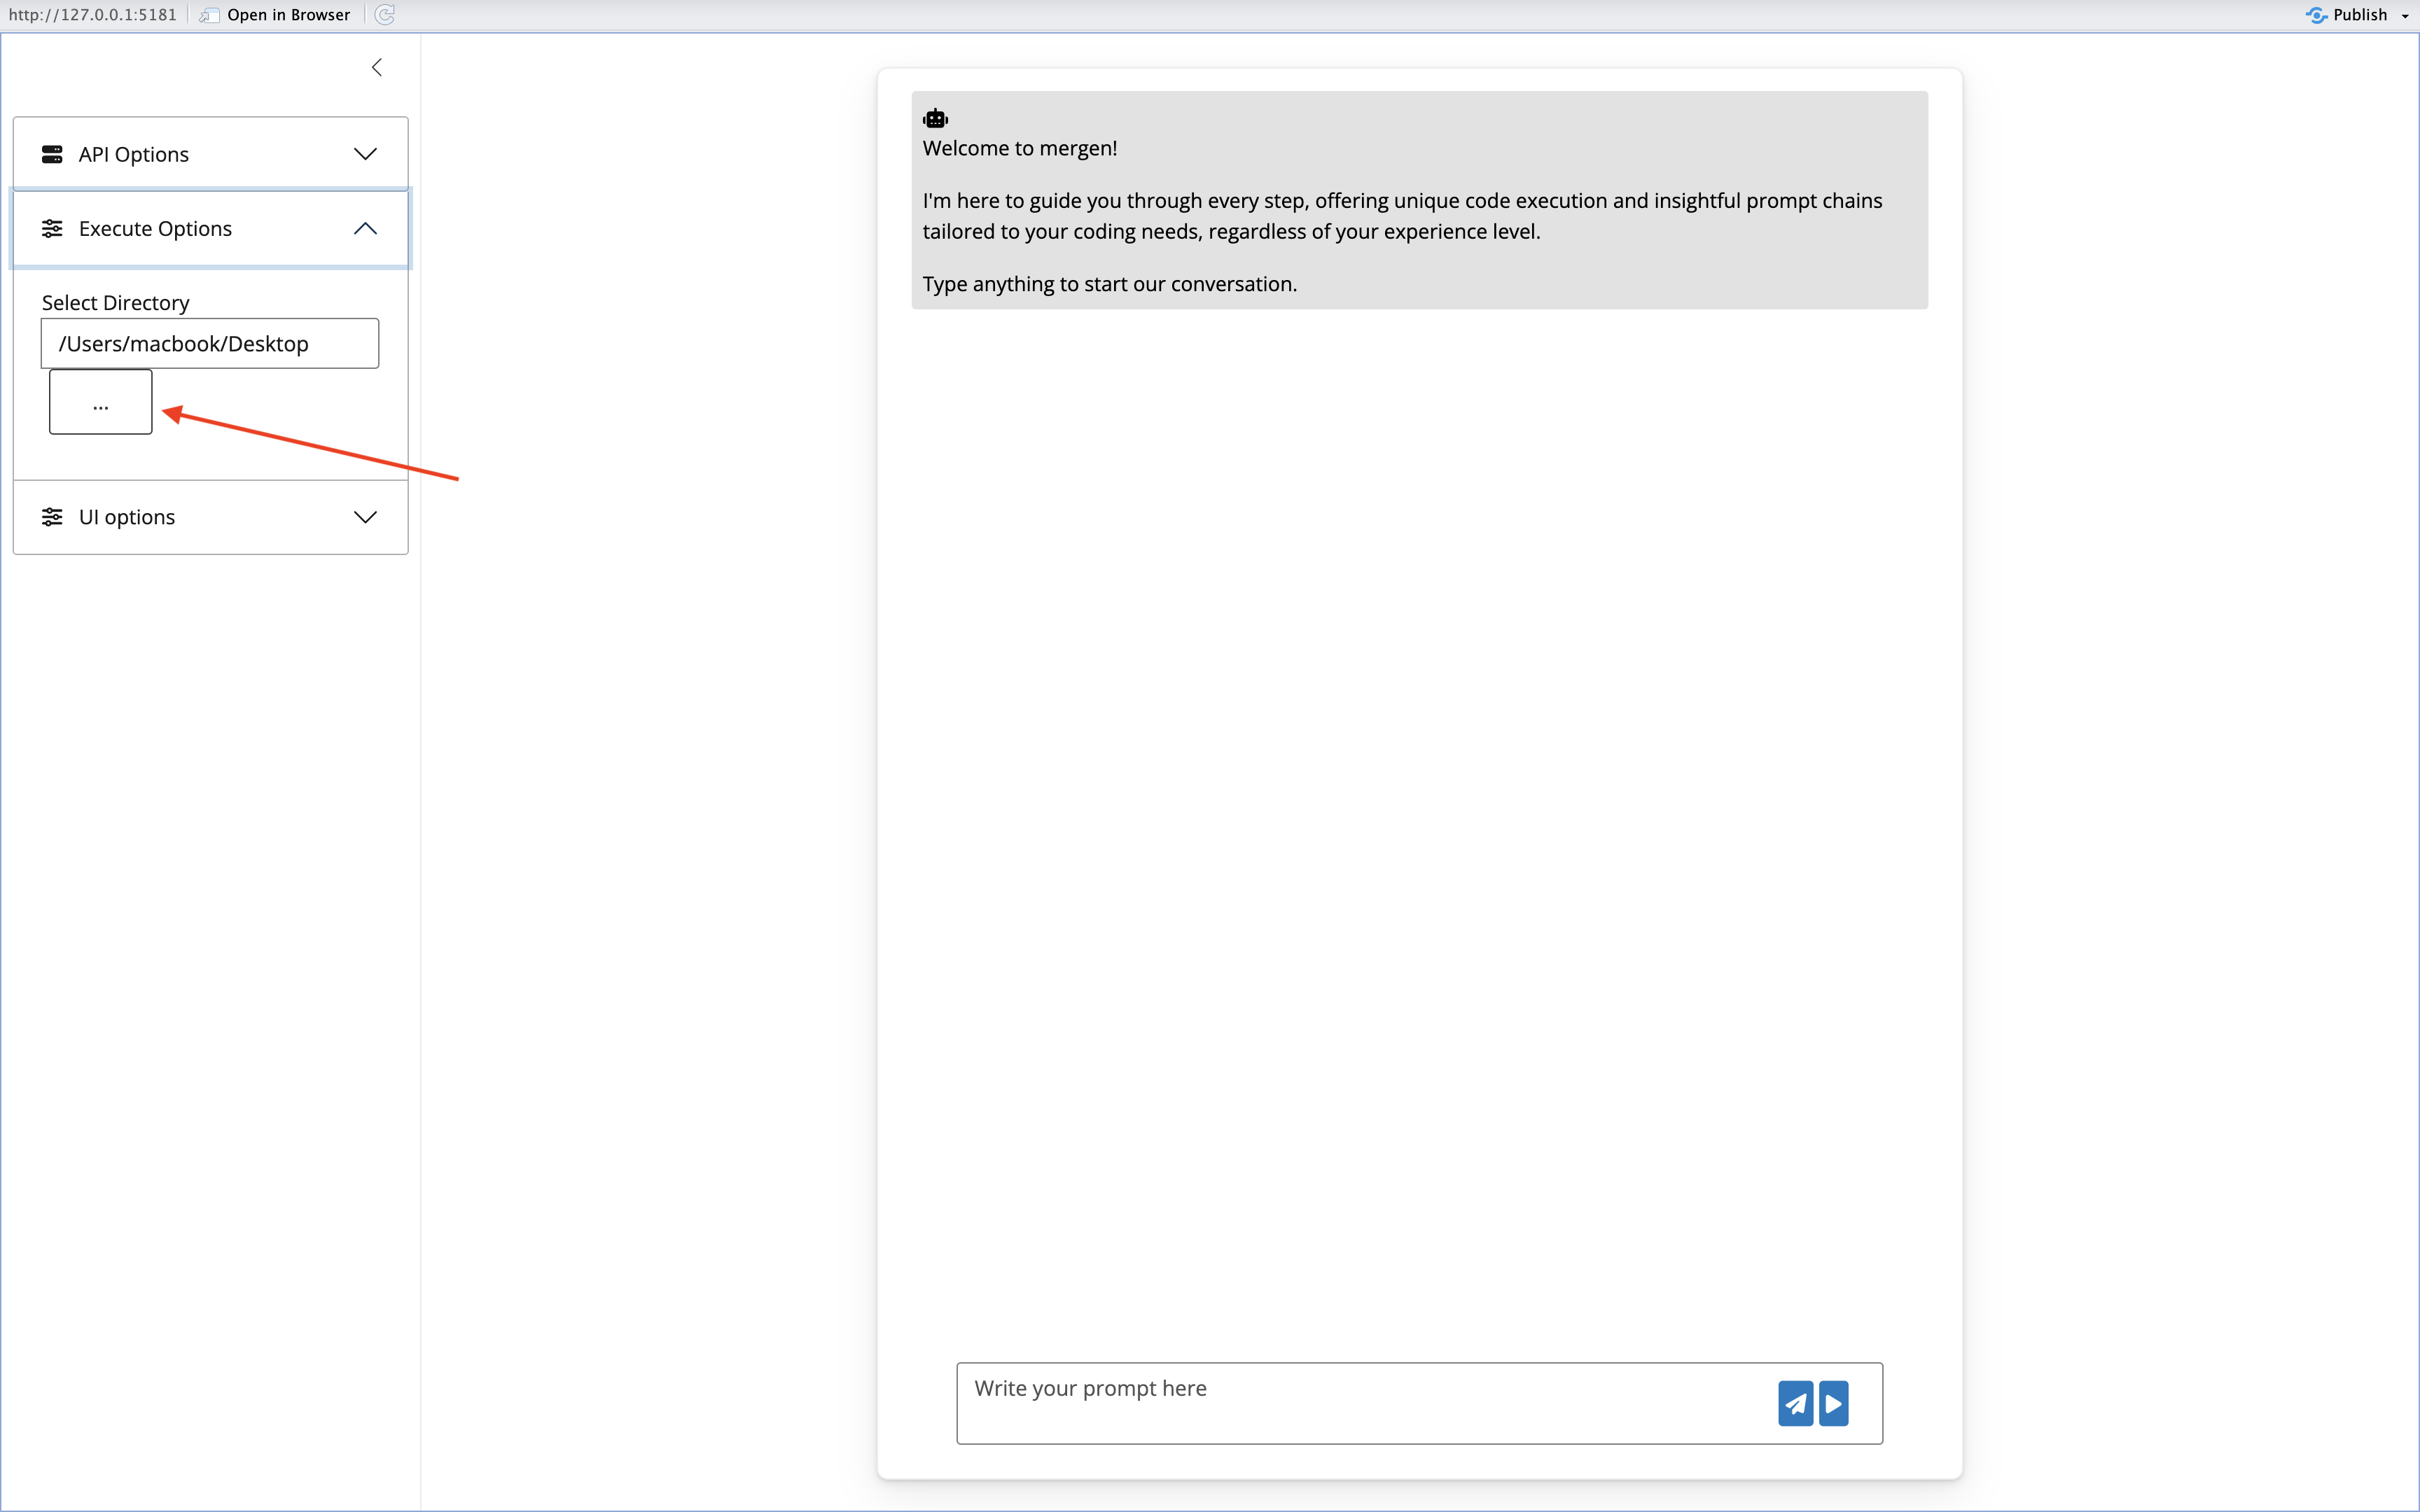 http://127.0.0.1:5181 Open in Browser Publish
API Options
Execute Options
Select Directory
/Users/macbook/Desktop
...
UI options
Welcome to mergen!
I'm here to guide you through every step, offering unique code execution and insightful prompt chains
tailored to your coding needs, regardless of your experience level.
Type anything to start our conversation.
Write your prompt here